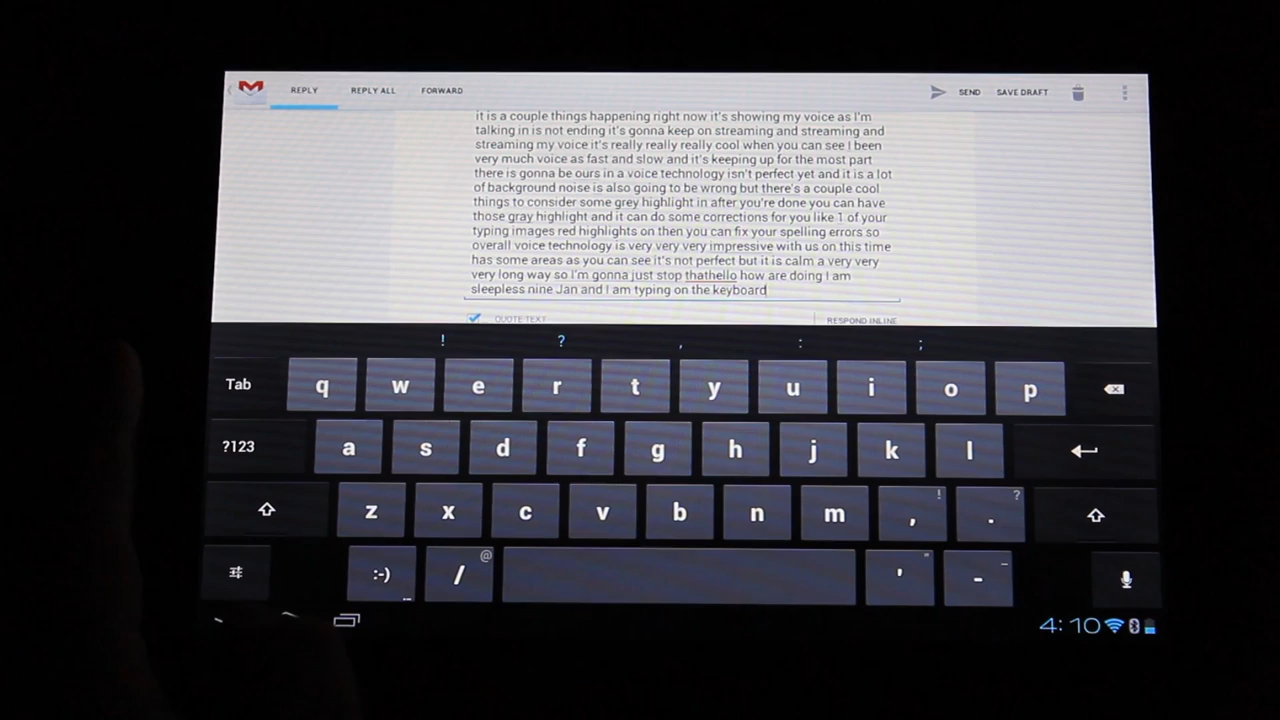 REPLY REPLY ALL FORWARD SEND SAVE DRAFT
it is a couple things happening right now it's showing my voice as I'm
talking in is not ending it's gonna keep on streaming and streaming and
streaming my voice it's really really really cool when you can see I been
very much voice as fast and slow and it's keeping up for the most part
there is gonna be ours in a voice technology isn't perfect yet and it is a lot
of background noise is also going to be wrong but there's a couple cool
things to consider some grey highlight in after you're done you can have
those gray highlight and it can do some corrections for you like 1 of your
typing images red highlights on then you can fix your spelling errors so
overall voice technology is very very very impressive with us on this time
has some areas as you can see it's not perfect but it is calm a very very
very long way so I'm gonna just stop thathello how are doing I am
sleepless nine Jan and I am typing on the keyboard
QUOTE TEXT RESPOND INLINE
! ? , : ;
Tab q w e r t y u i o p
?123 a s d f g h j k l
z x c v b n m , ! . ?
:-) ... / @ ' " - _
4:10